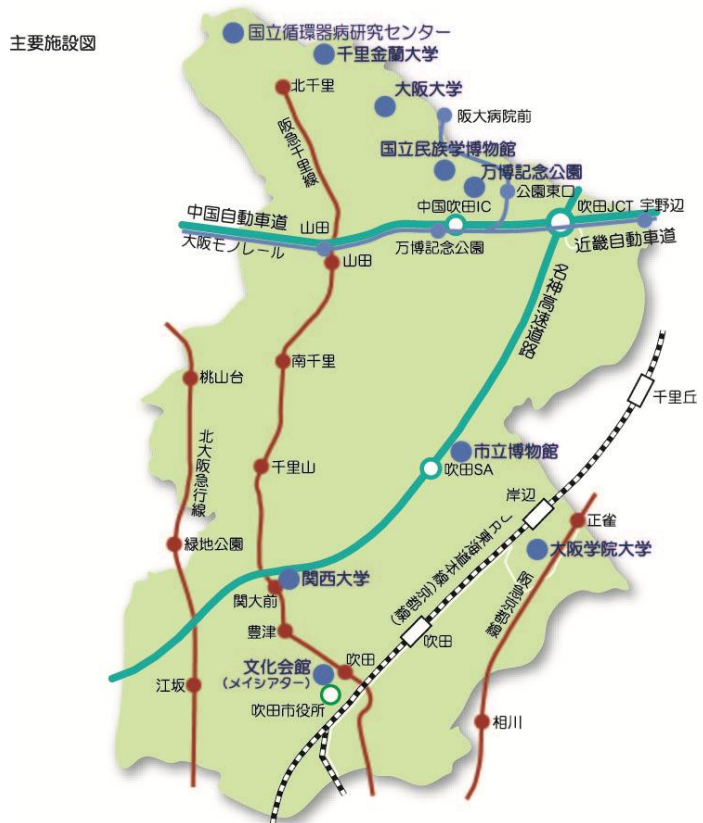 主要施設図
国立循環器病研究センター
千里金蘭大学
北千里
大阪大学
阪大病院前
阪急千里線
国立民族学博物館
万博記念公園
公園東口
中国吹田IC
吹田JCT
宇野辺
中国自動車道
山田
大阪モノレール
万博記念公園
近畿自動車道
山田
名神高速道路
南千里
桃山台
千里丘
北大阪急行線
市立博物館
千里山
吹田SA
岸辺
正雀
緑地公園
JR東海道本線(京都線)
大阪学院大学
関西大学
関大前
阪急京都線
豊津
吹田
文化会館
(メイシアター)
吹田
江坂
吹田市役所
相川